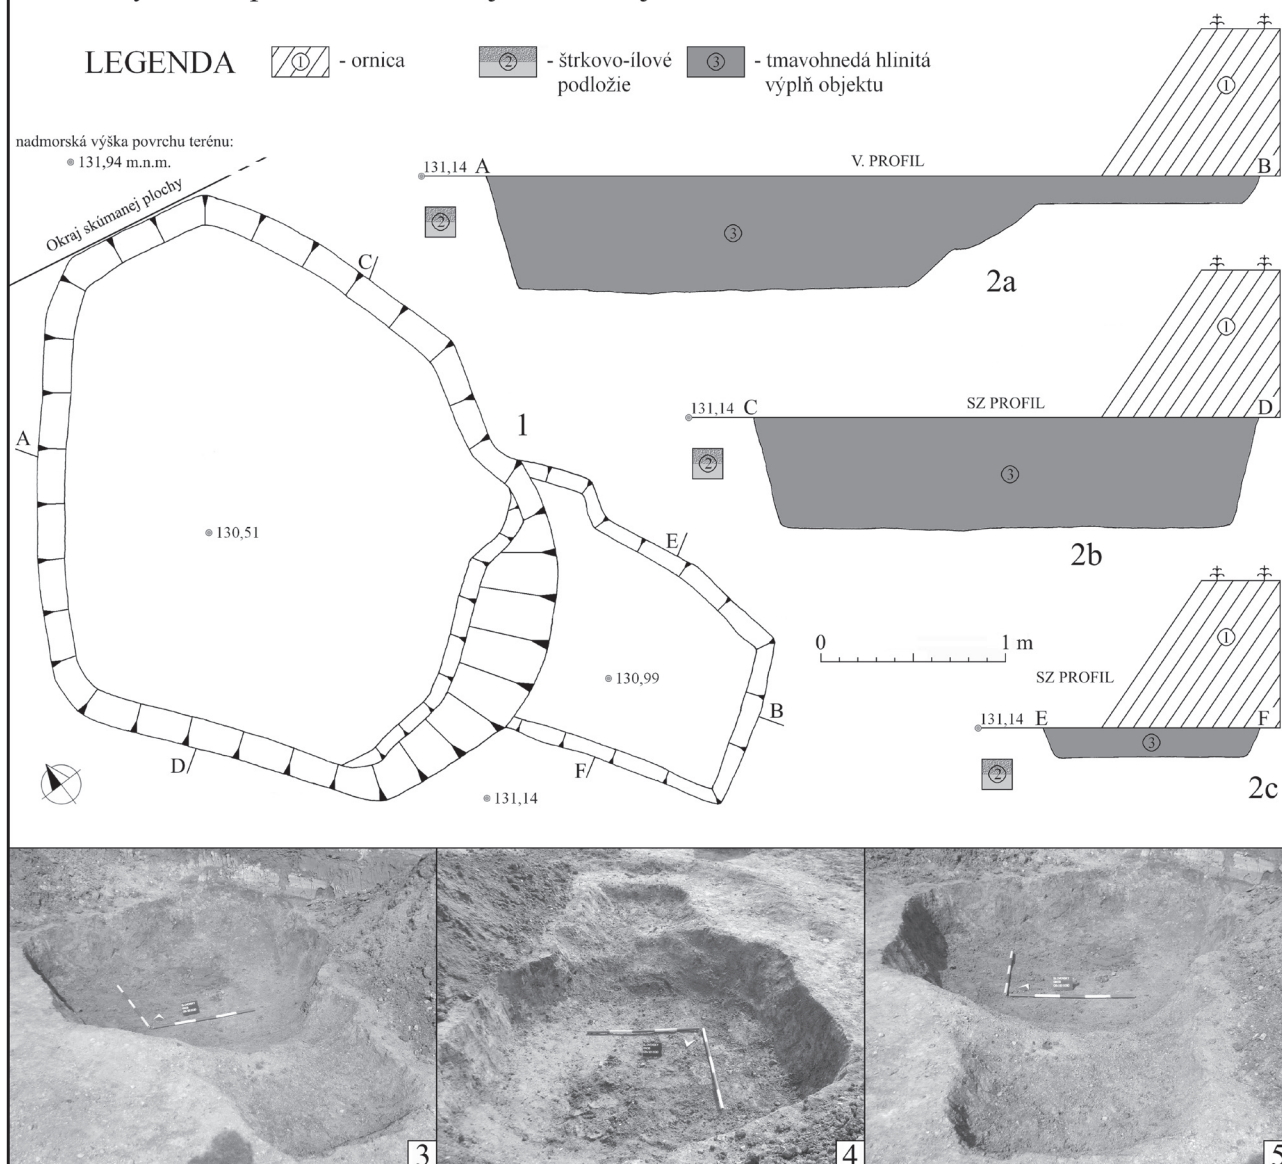 LEGENDA
① - ornica
② - štrkovo-ílové
podložie
③ - tmavohnedá hlinitá
výplň objektu
nadmorská výška povrchu terénu:
131,94 m.n.m.
Okraj skúmanej plochy
131,14 A
V. PROFIL
B
①
②
③
2a
C
1
A
130,51
E
130,99
B
D
F
131,14
131,14 C
SZ PROFIL
D
①
②
③
2b
0 1 m
SZ PROFIL
131,14 E
F
①
②
③
2c
3
4
5